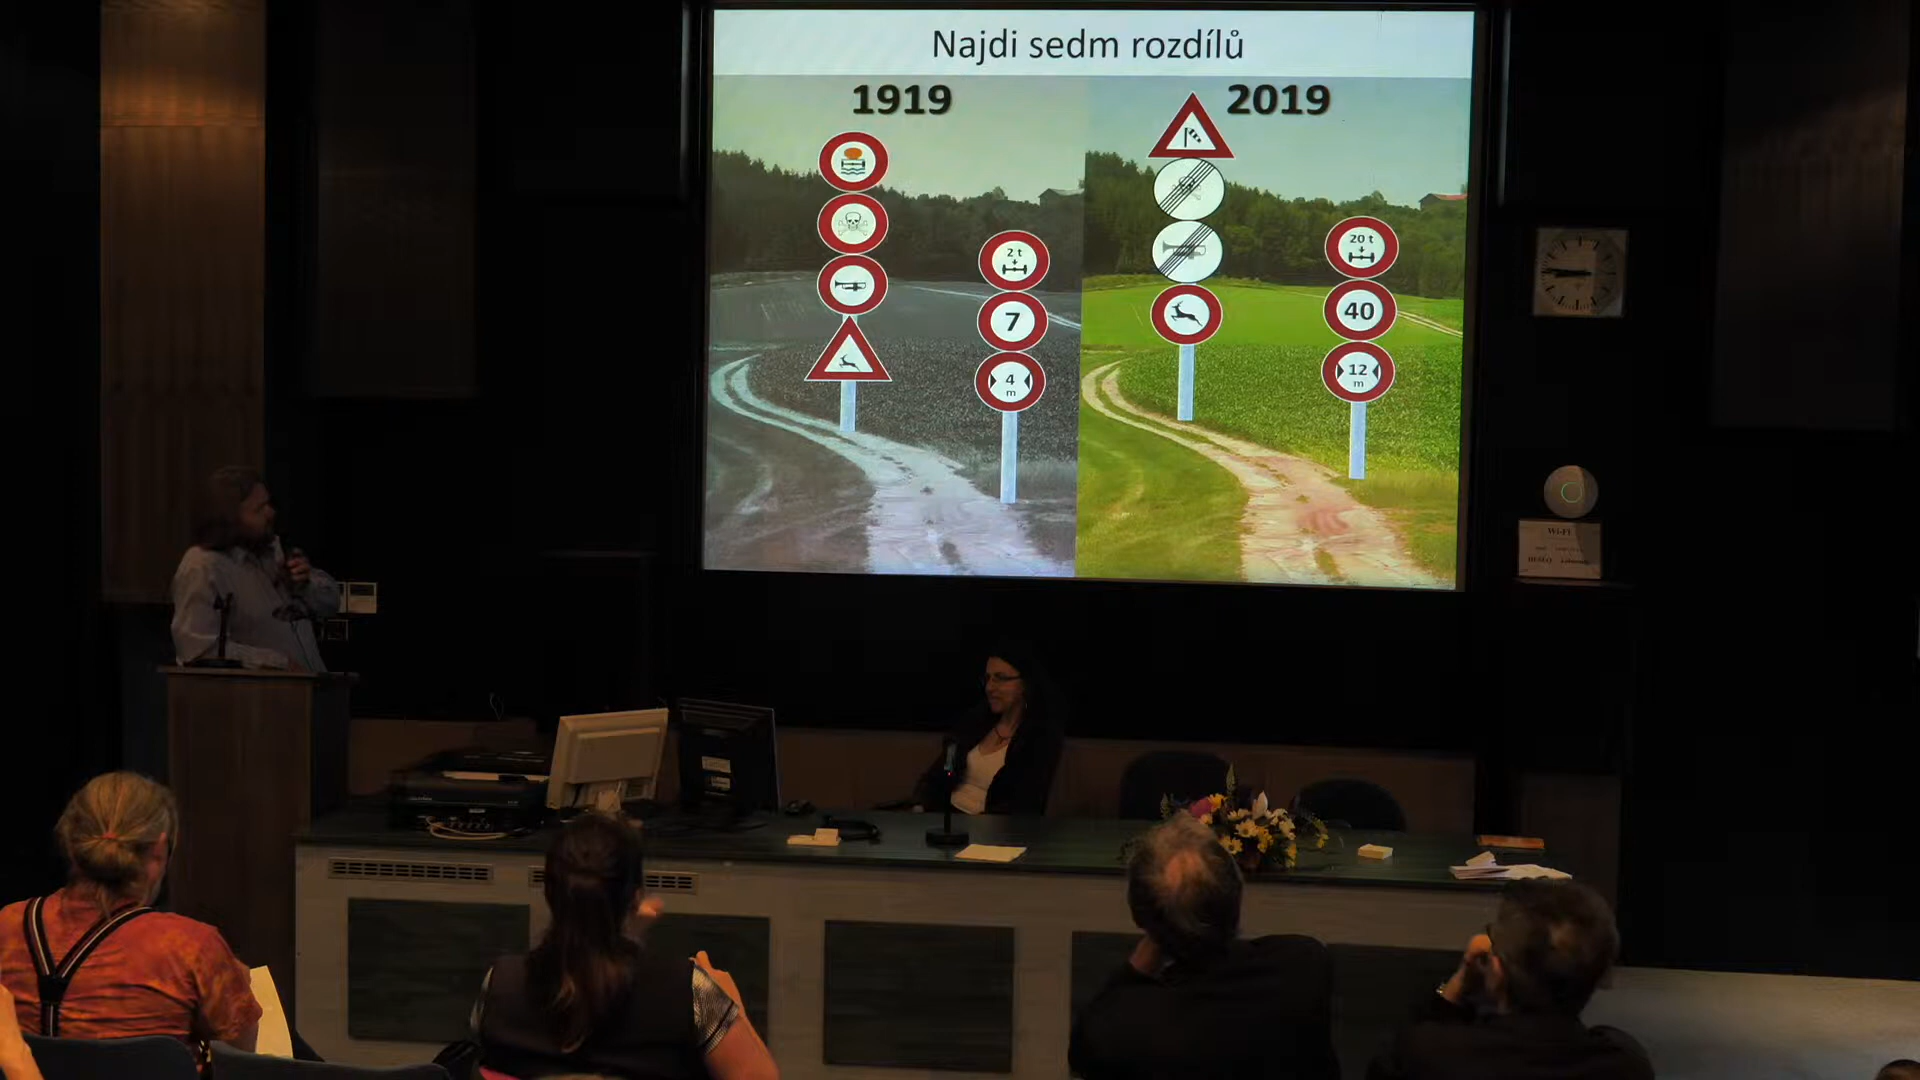 Najdi sedm rozdílů
1919
2019
2 t
7
4
m
20 t
40
12
m
Wi-Fi